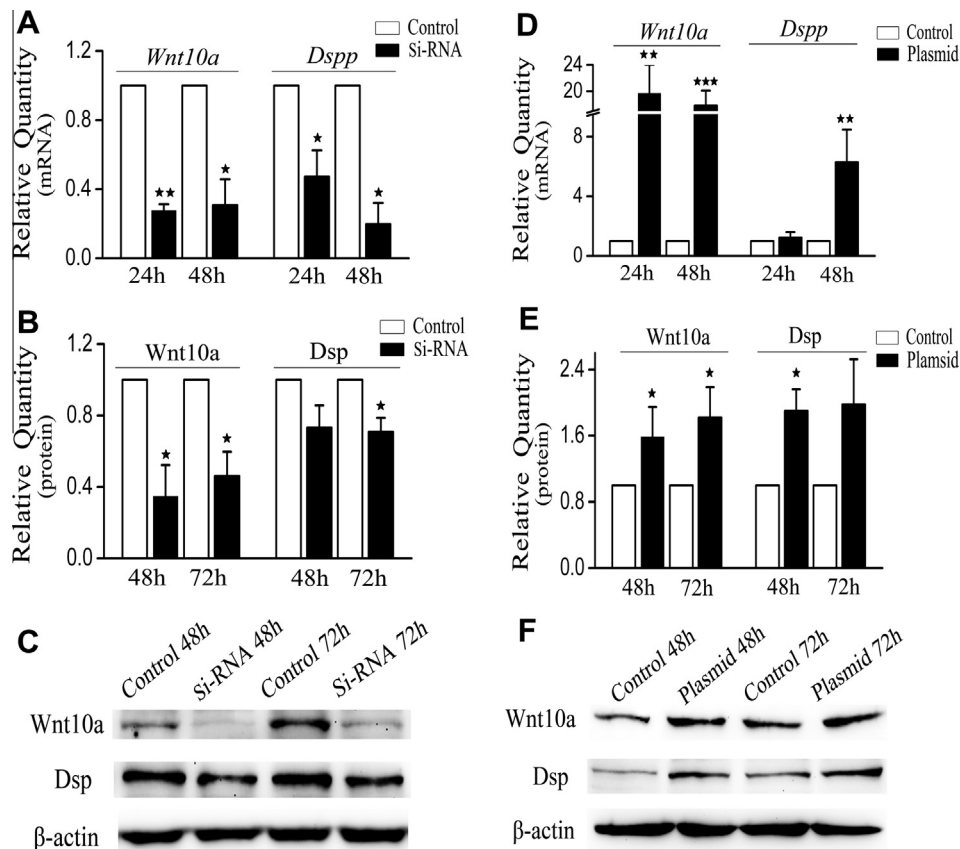 A
Control
Si-RNA
Wnt10a
Dspp
Relative Quantity
(mRNA)
1.2
0.8
0.4
0.0
★★
★
★
★
24h
48h
24h
48h
B
Control
Si-RNA
Wnt10a
Dsp
Relative Quantity
(protein)
1.2
0.8
0.4
0.0
★
★
★
48h
72h
48h
72h
C
Control 48h
Si-RNA 48h
Control 72h
Si-RNA 72h
Wnt10a
Dsp
β-actin
D
Control
Plasmid
Wnt10a
Dspp
Relative Quantity
(mRNA)
24
20
8
4
0
★★
★★★
★★
24h
48h
24h
48h
E
Control
Plamsid
Wnt10a
Dsp
Relative Quantity
(protein)
2.4
1.6
0.8
0.0
★
★
★
48h
72h
48h
72h
F
Control 48h
Plasmid 48h
Control 72h
Plasmid 72h
Wnt10a
Dsp
β-actin